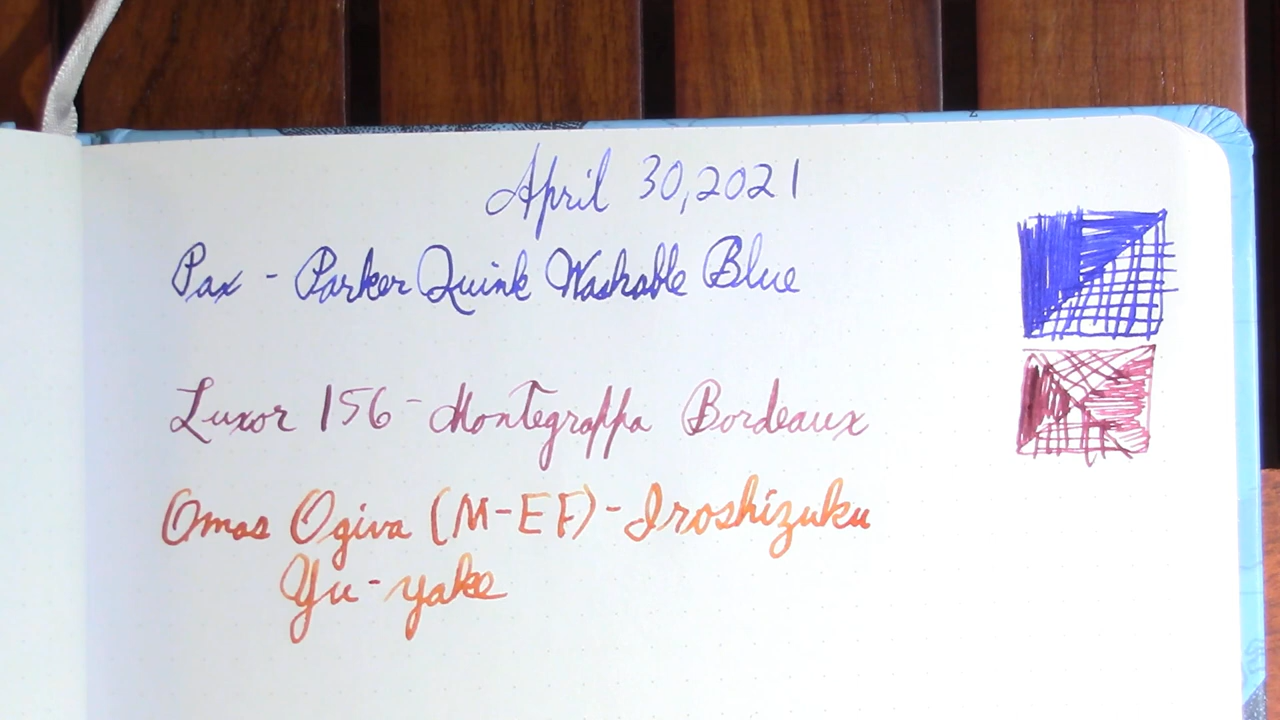 April 30, 2021
Pax - Parker Quink Washable Blue
Luxor 156 - Montegrappa Bordeaux
Omas Ogiva (M-EF) - Iroshizuku
Yu-yake